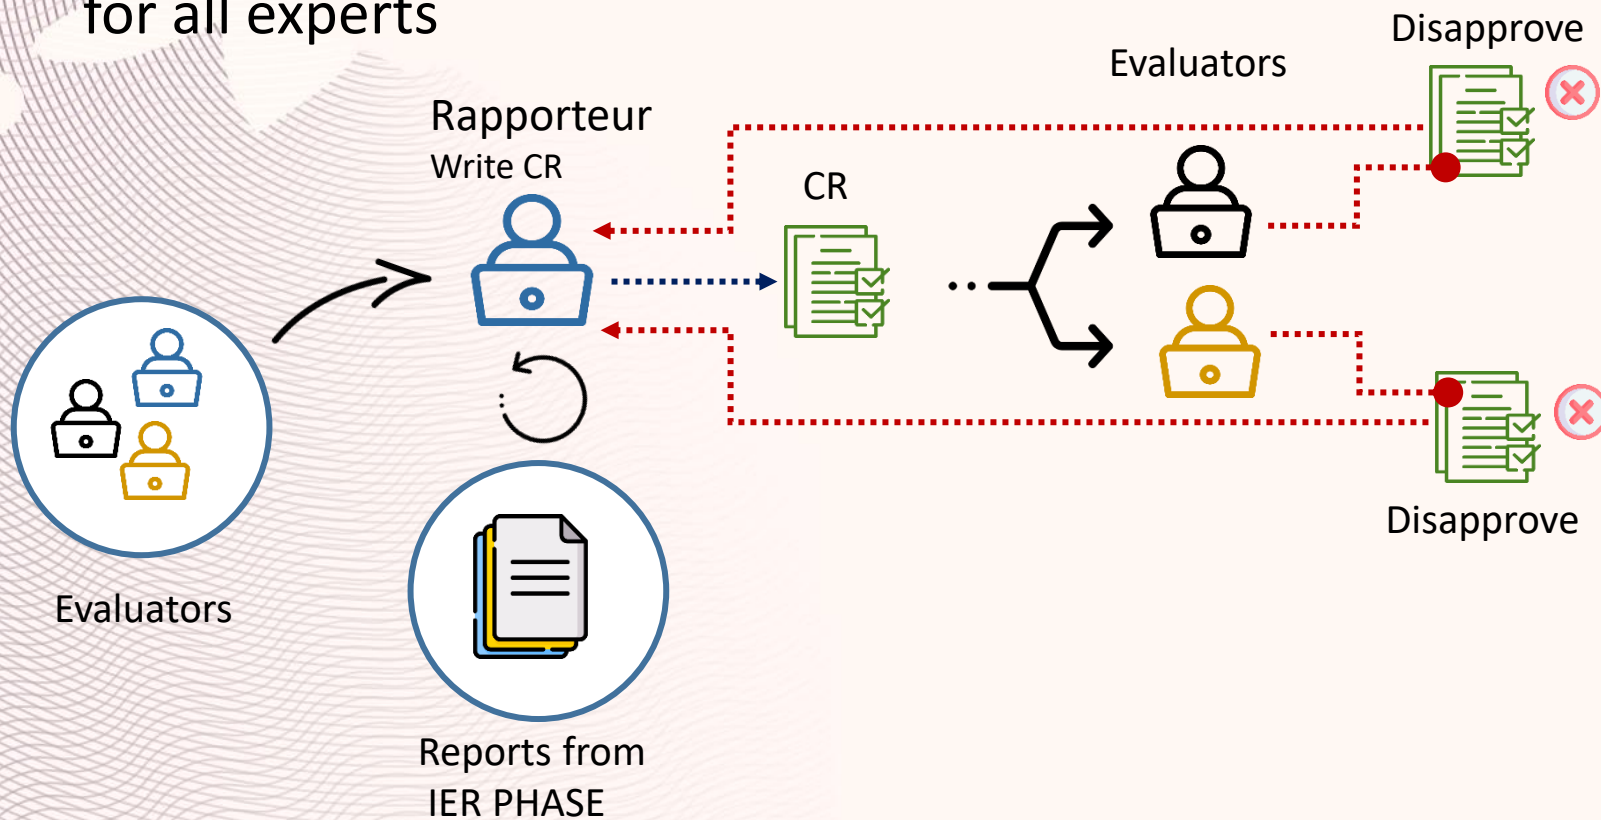 for all experts
Disapprove
Evaluators
Rapporteur
Write CR
CR
Evaluators
Disapprove
Reports from
IER PHASE